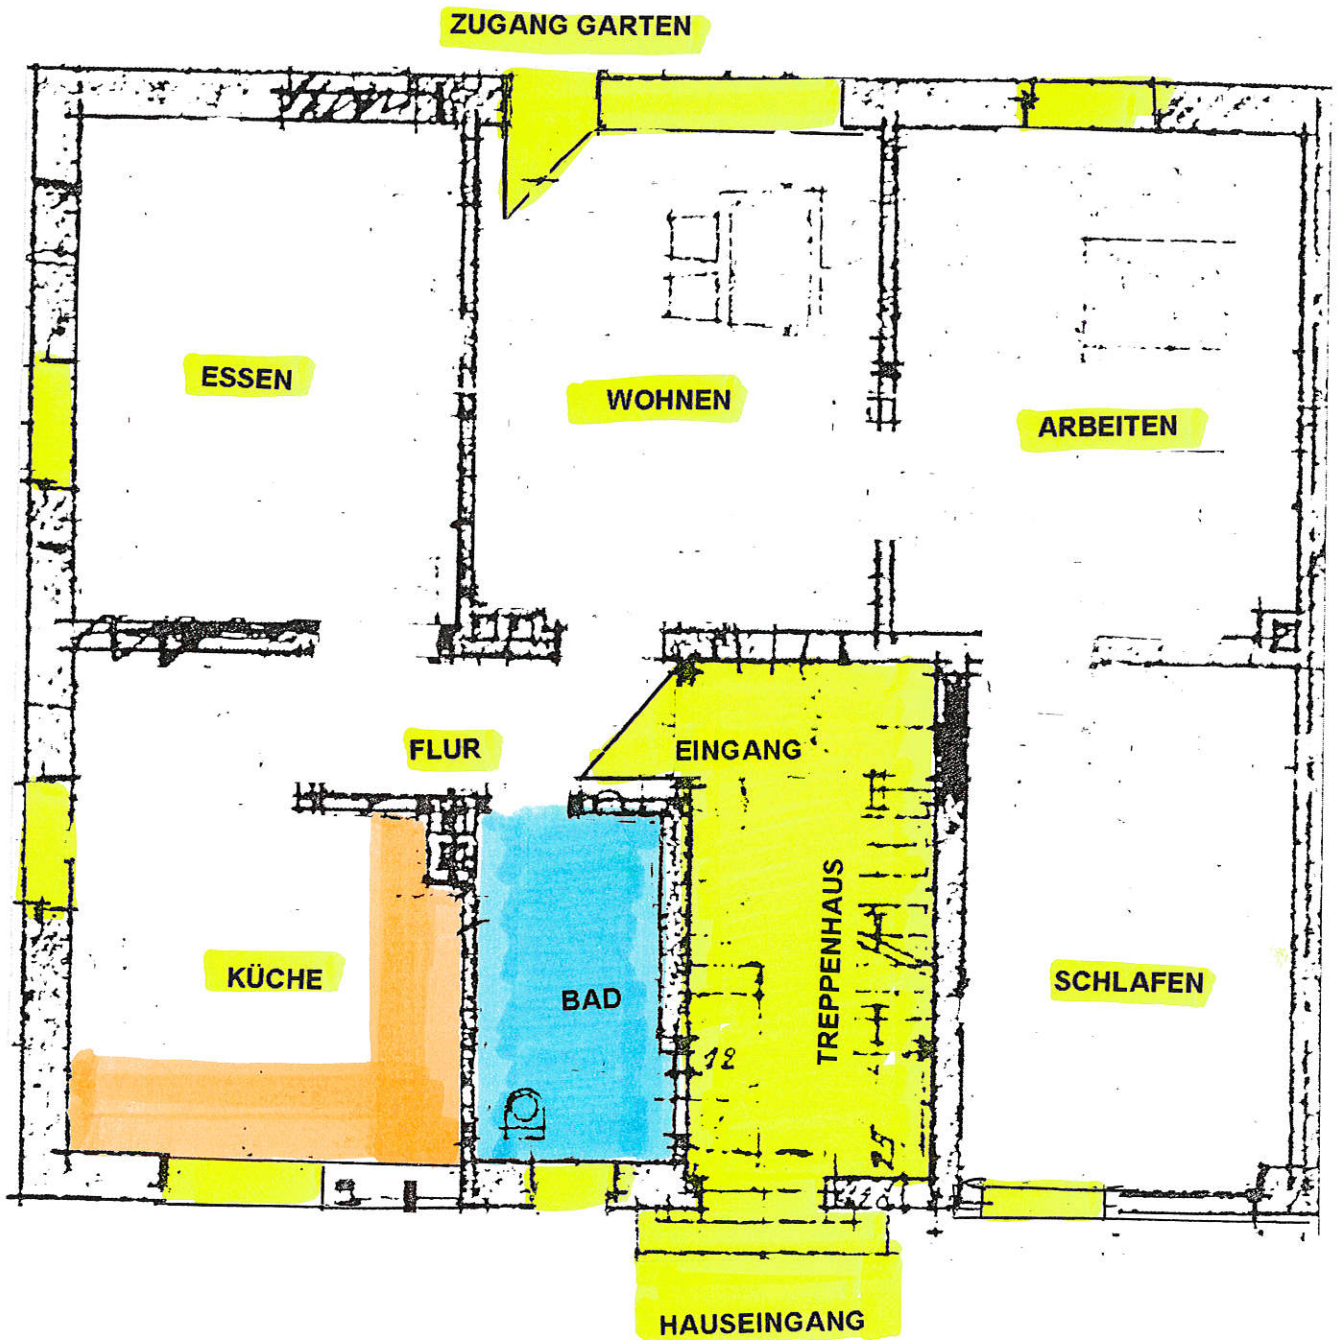 ZUGANG GARTEN
ESSEN
WOHNEN
ARBEITEN
FLUR
EINGANG
TREPPENHAUS
KÜCHE
BAD
SCHLAFEN
12
25
HAUSEINGANG